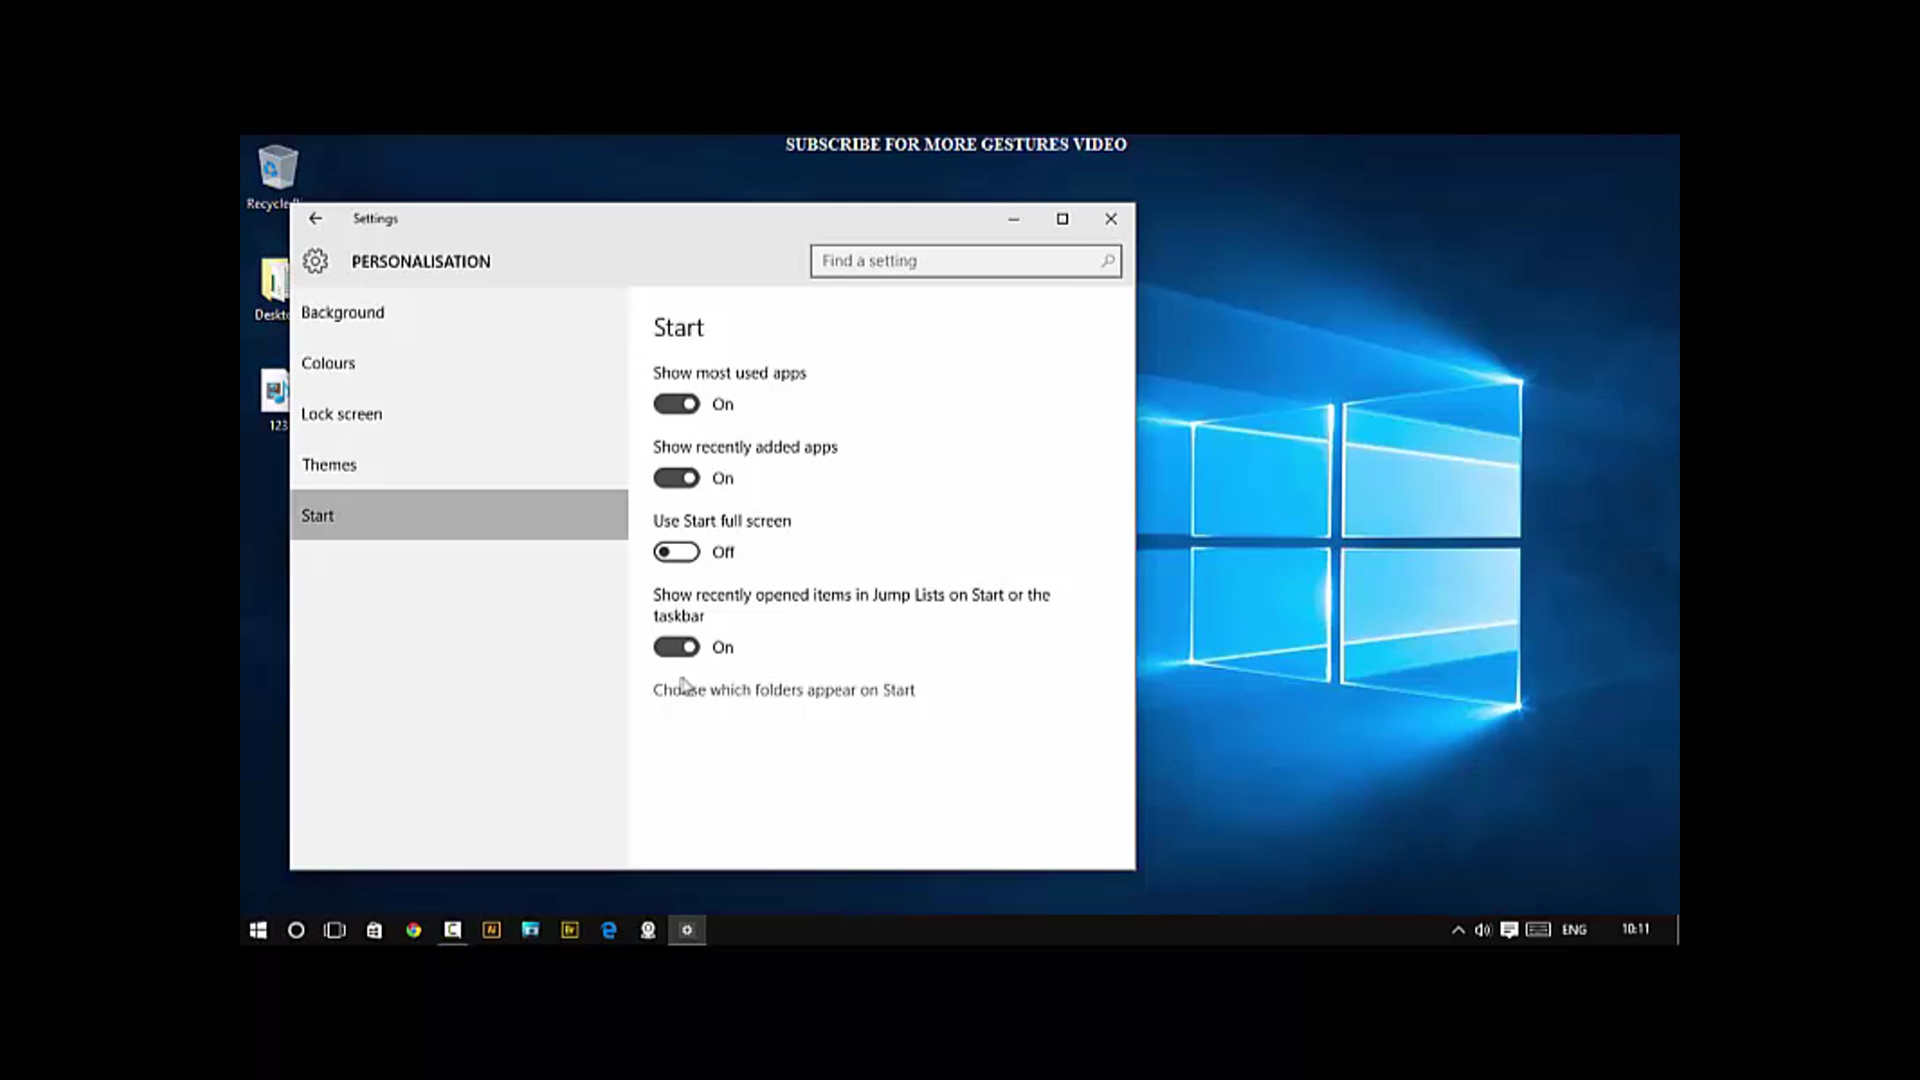 SUBSCRIBE FOR MORE GESTURES VIDEO
Recycle
Settings
PERSONALISATION
Find a setting
Background
Deskto
Start
Colours
Show most used apps
On
Lock screen
123
Show recently added apps
Themes
On
Start
Use Start full screen
Off
Show recently opened items in Jump Lists on Start or the
taskbar
On
Choose which folders appear on Start
Ai
Br
ENG
10:11